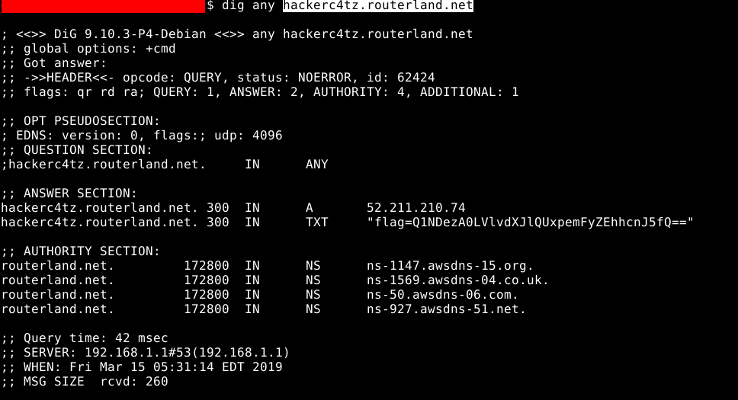 $ dig any hackerc4tz.routerland.net
; <<>> DiG 9.10.3-P4-Debian <<>> any hackerc4tz.routerland.net
;; global options: +cmd
;; Got answer:
;; ->>HEADER<<- opcode: QUERY, status: NOERROR, id: 62424
;; flags: qr rd ra; QUERY: 1, ANSWER: 2, AUTHORITY: 4, ADDITIONAL: 1
;; OPT PSEUDOSECTION:
; EDNS: version: 0, flags:; udp: 4096
;; QUESTION SECTION:
;hackerc4tz.routerland.net. IN ANY
;; ANSWER SECTION:
hackerc4tz.routerland.net. 300 IN A 52.211.210.74
hackerc4tz.routerland.net. 300 IN TXT "flag=Q1NDezA0LVlvdXJlQUxpemFyZEhhcnJ5fQ=="
;; AUTHORITY SECTION:
routerland.net. 172800 IN NS ns-1147.awsdns-15.org.
routerland.net. 172800 IN NS ns-1569.awsdns-04.co.uk.
routerland.net. 172800 IN NS ns-50.awsdns-06.com.
routerland.net. 172800 IN NS ns-927.awsdns-51.net.
;; Query time: 42 msec
;; SERVER: 192.168.1.1#53(192.168.1.1)
;; WHEN: Fri Mar 15 05:31:14 EDT 2019
;; MSG SIZE rcvd: 260